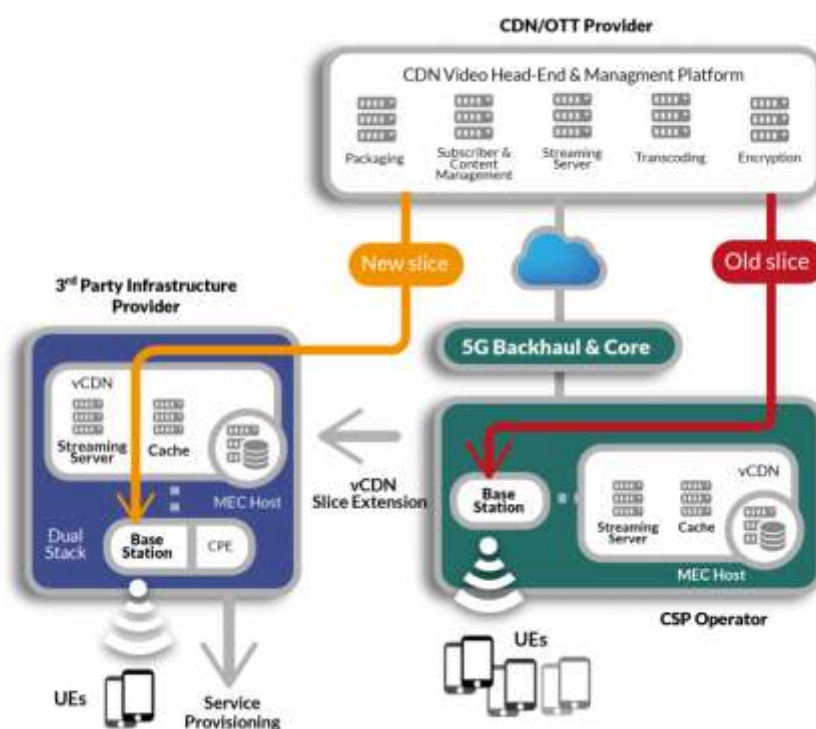 CDN/OTT Provider
CDN Video Head-End & Managment Platform
Packaging
Subscriber &
Content
Management
Streaming
Server
Transcoding
Encryption
New slice
Old slice
3rd Party Infrastructure
Provider
5G Backhaul & Core
vCDN
Streaming
Server
Cache
MEC Host
Dual
Stack
Base
Station
CPE
vCDN
Slice Extension
Base
Station
vCDN
Streaming
Server
Cache
MEC Host
CSP Operator
UEs
UEs
Service
Provisioning